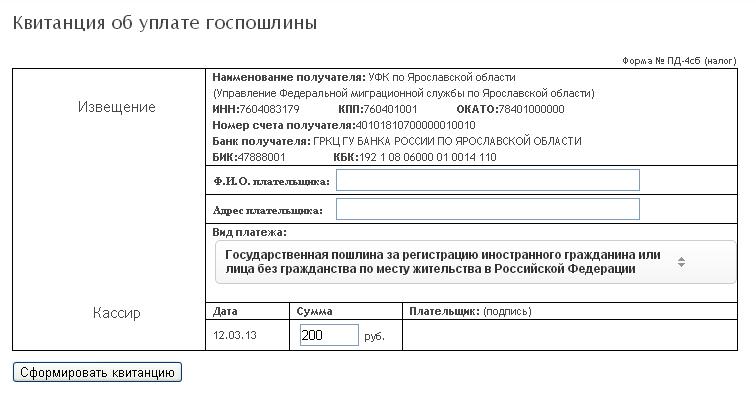 Квитанция об уплате госпошлины
Форма № ПД-4сб (налог)
Извещение
Наименование получателя: УФК по Ярославской области
(Управление Федеральной миграционной службы по Ярославской области)
ИНН:7604083179 КПП:760401001 ОКАТО:78401000000
Номер счета получателя:40101810700000010010
Банк получателя: ГРКЦ ГУ БАНКА РОССИИ ПО ЯРОСЛАВСКОЙ ОБЛАСТИ
БИК:47888001 КБК:192 1 08 06000 01 0014 110
Ф.И.О. плательщика:
Адрес плательщика:
Вид платежа:
Государственная пошлина за регистрацию иностранного гражданина или
лица без гражданства по месту жительства в Российской Федерации
Кассир
Дата Сумма Плательщик: (подпись)
12.03.13 200 руб.
Сформировать квитанцию